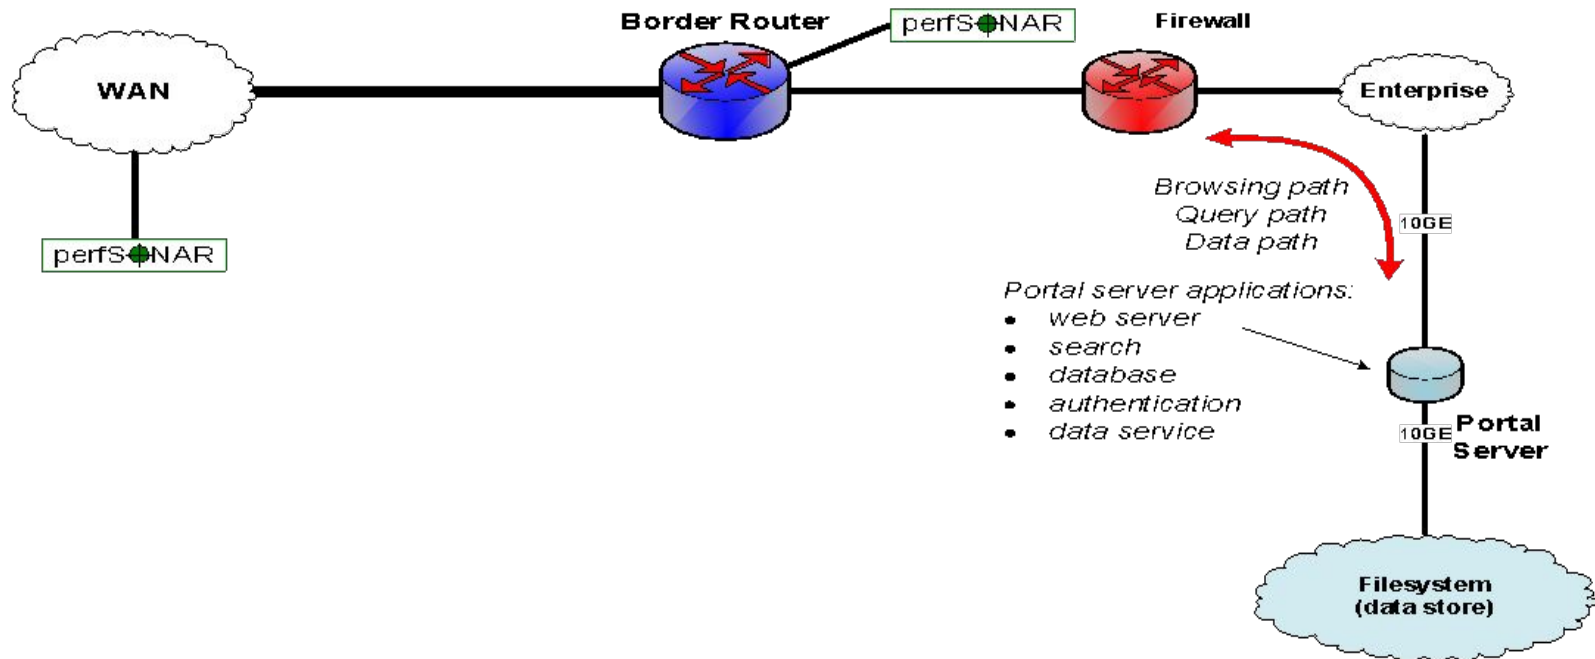 Border Router
perfSONAR
Firewall
WAN
Enterprise
perfSONAR
Browsing path
Query path
Data path
10GE
Portal server applications:
• web server
• search
• database
• authentication
• data service
10GE
Portal
Server
Filesystem
(data store)